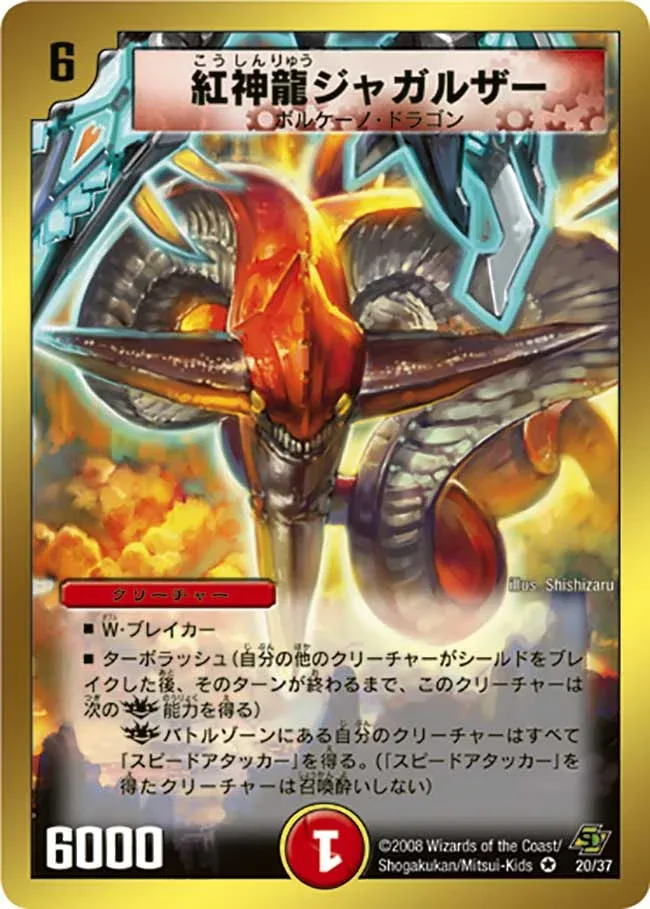 6
こうしんりゅう
紅神龍ジャガルザー
ボルケーノ・ドラゴン
illus. Shishizaru
クリーチャー
■ W・ブレイカー
■ ターボラッシュ(自分の他のクリーチャーがシールドをブレ
イクした後、そのターンが終わるまで、このクリーチャーは
次の 能力を得る)
バトルゾーンにある自分のクリーチャーはすべて
「スピードアタッカー」を得る。(「スピードアタッカー」を
得たクリーチャーは召喚酔いしない)
6000
1
©2008 Wizards of the Coast/
Shogakukan/Mitsui-Kids
20/37